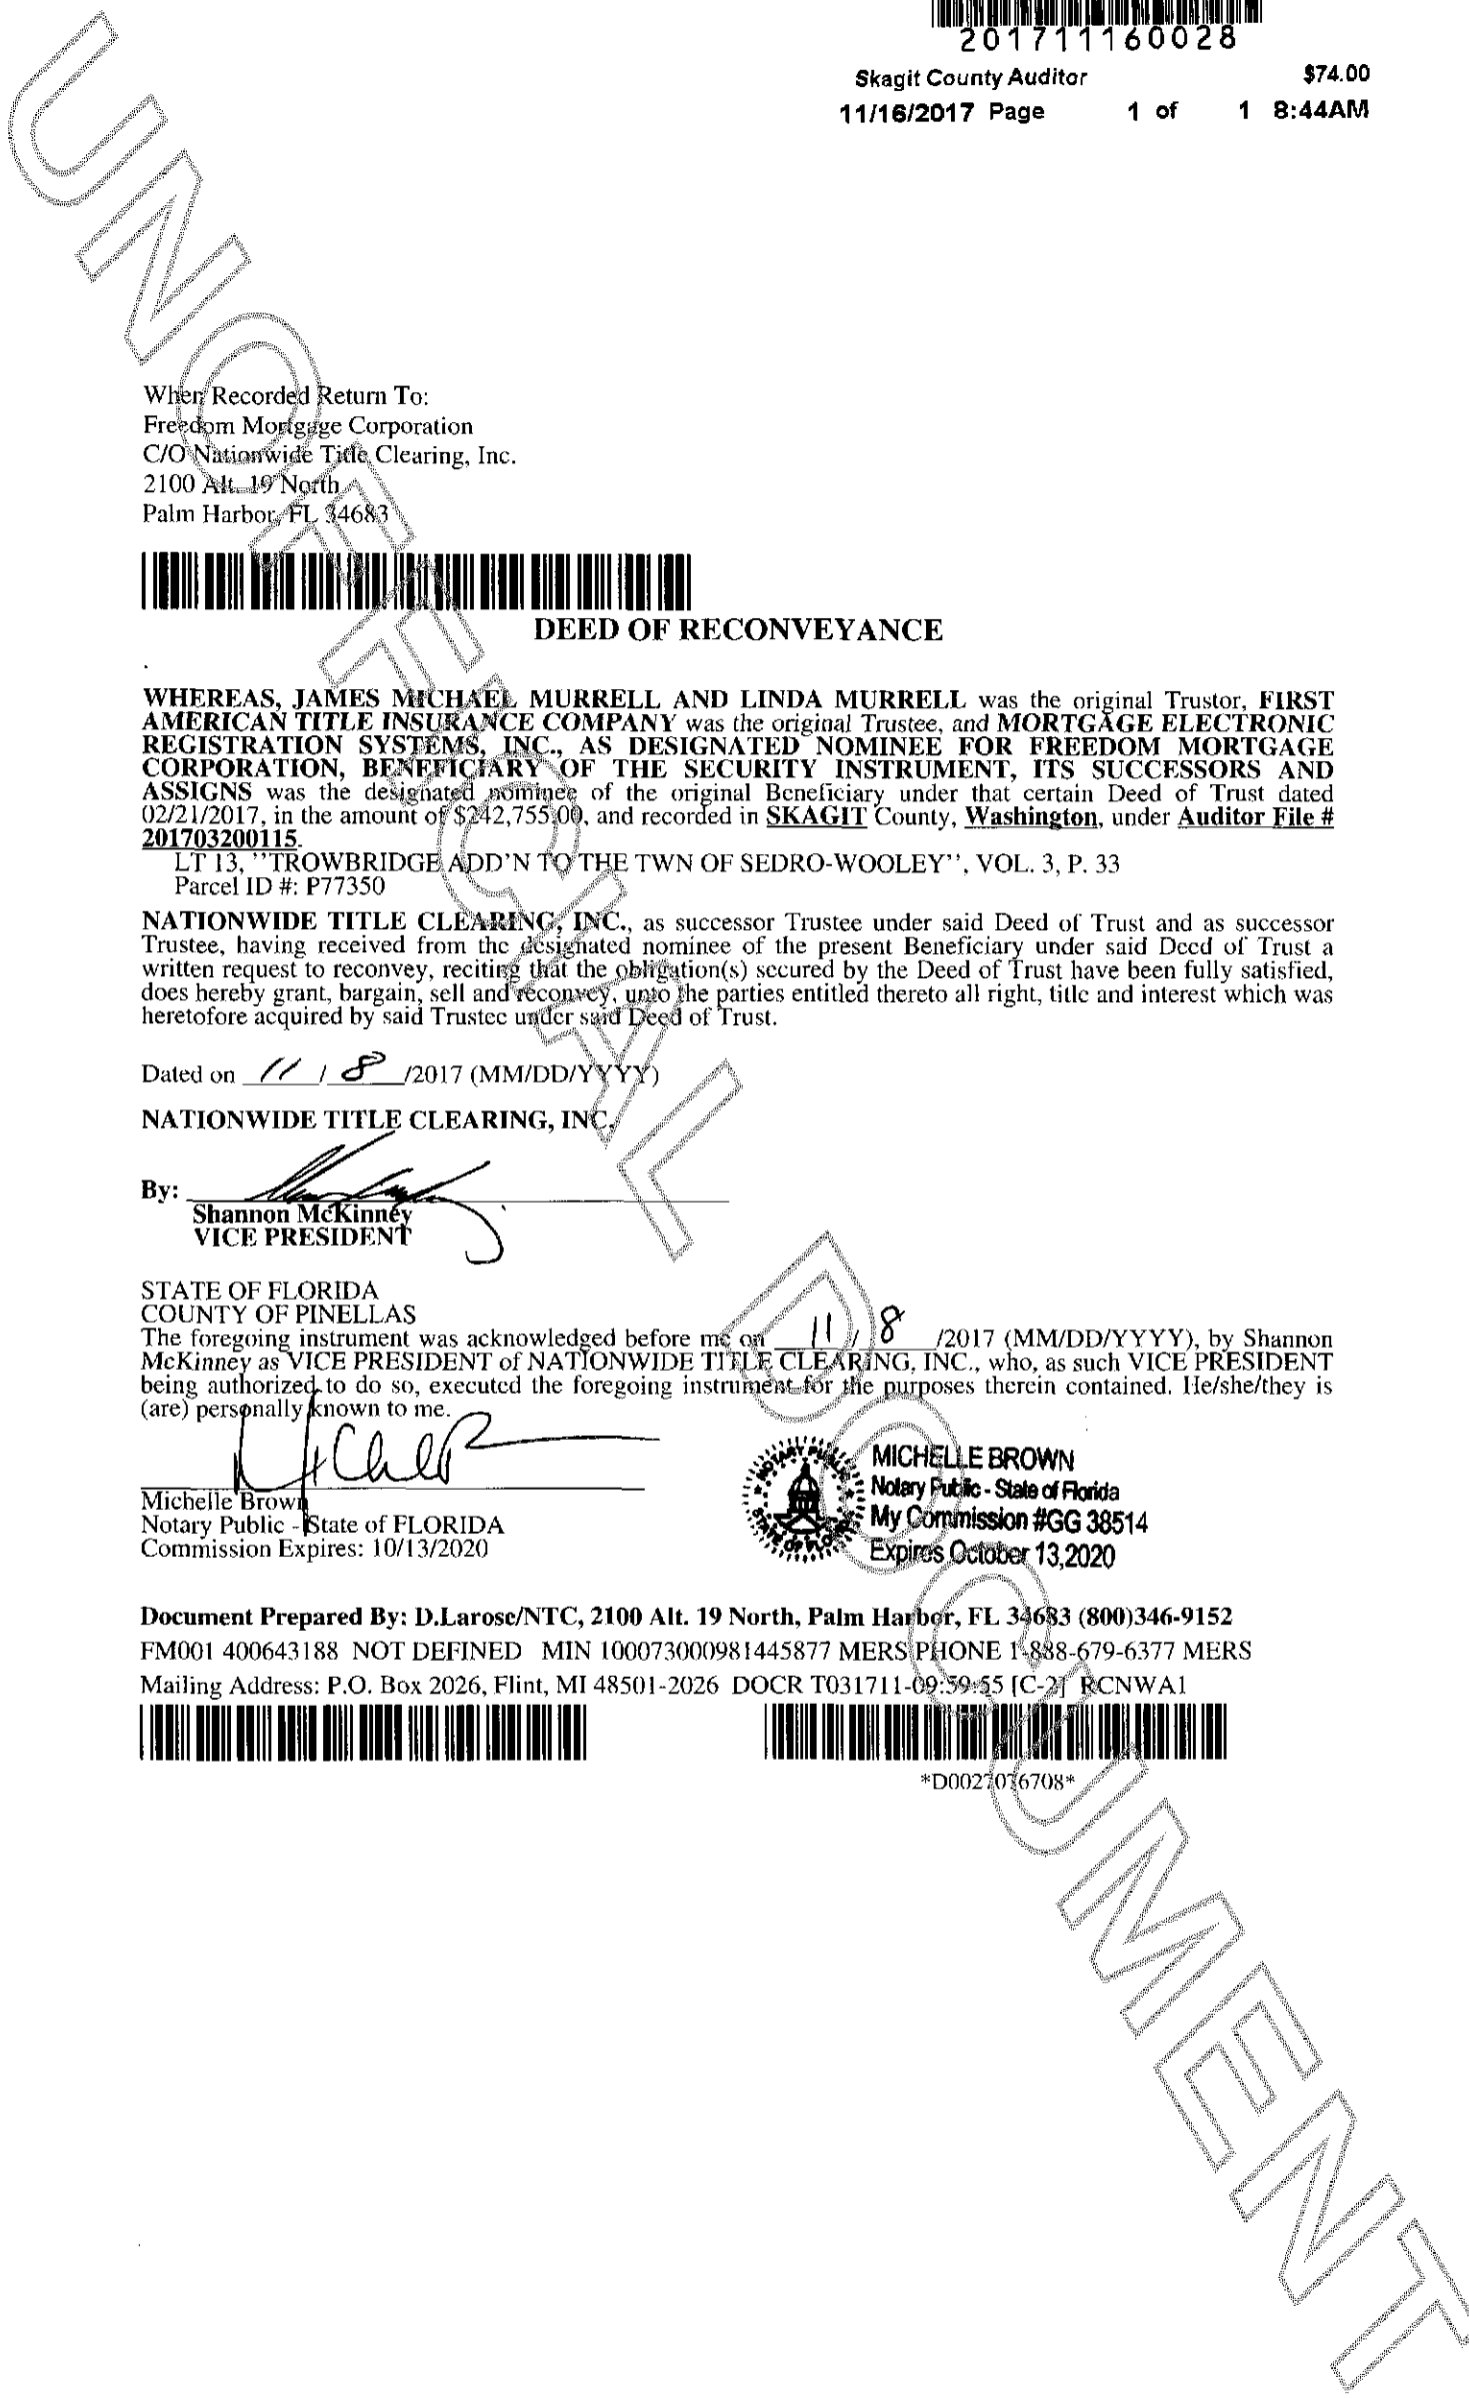 201711160028
Skagit County Auditor $74.00
11/16/2017 Page 1 of 1 8:44AM
When Recorded Return To:
Freedom Mortgage Corporation
C/O Nationwide Title Clearing, Inc.
2100 Alt. 19 North
Palm Harbor, FL 34683
DEED OF RECONVEYANCE
WHEREAS, JAMES MICHAEL MURRELL AND LINDA MURRELL was the original Trustor, FIRST
AMERICAN TITLE INSURANCE COMPANY was the original Trustee, and MORTGAGE ELECTRONIC
REGISTRATION SYSTEMS, INC., AS DESIGNATED NOMINEE FOR FREEDOM MORTGAGE
CORPORATION, BENEFICIARY OF THE SECURITY INSTRUMENT, ITS SUCCESSORS AND
ASSIGNS was the designated nominee of the original Beneficiary under that certain Deed of Trust dated
02/21/2017, in the amount of $242,755.00, and recorded in SKAGIT County, Washington, under Auditor File #
201703200115.
LT 13, "TROWBRIDGE ADD'N TO THE TWN OF SEDRO-WOOLEY", VOL. 3, P. 33
Parcel ID #: P77350
NATIONWIDE TITLE CLEARING, INC., as successor Trustee under said Deed of Trust and as successor
Trustee, having received from the designated nominee of the present Beneficiary under said Deed of Trust a
written request to reconvey, reciting that the obligation(s) secured by the Deed of Trust have been fully satisfied,
does hereby grant, bargain, sell and reconvey, unto the parties entitled thereto all right, title and interest which was
heretofore acquired by said Trustee under said Deed of Trust.
Dated on 11 / 8 /2017 (MM/DD/YYYY)
NATIONWIDE TITLE CLEARING, INC.
By:
Shannon McKinney
VICE PRESIDENT
STATE OF FLORIDA
COUNTY OF PINELLAS
The foregoing instrument was acknowledged before me on 11 / 8 /2017 (MM/DD/YYYY), by Shannon
McKinney as VICE PRESIDENT of NATIONWIDE TITLE CLEARING, INC., who, as such VICE PRESIDENT
being authorized to do so, executed the foregoing instrument for the purposes therein contained. He/she/they is
(are) personally known to me.
Michelle Brown
Notary Public - State of FLORIDA
Commission Expires: 10/13/2020
NOTARY PUBLIC
STATE OF FLORIDA
MICHELLE BROWN
Notary Public - State of Florida
My Commission #GG 38514
Expires October 13,2020
Document Prepared By: D.Larose/NTC, 2100 Alt. 19 North, Palm Harbor, FL 34683 (800)346-9152
FM001 400643188 NOT DEFINED MIN 100073000981445877 MERS PHONE 1-888-679-6377 MERS
Mailing Address: P.O. Box 2026, Flint, MI 48501-2026 DOCR T031711-09:59:55 [C-2] RCNWA1
*D0027076708*
UNOFFICIAL DOCUMENT